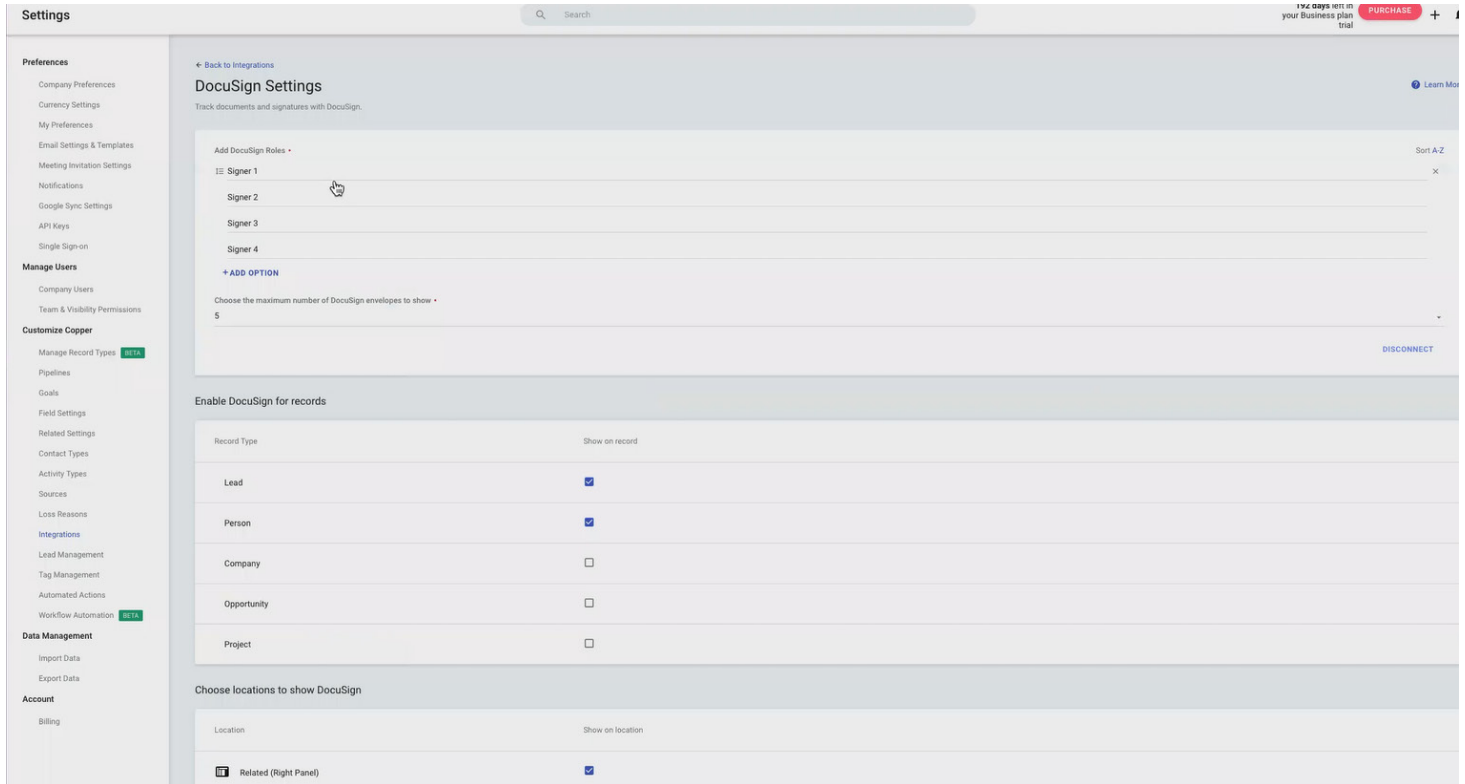 Settings
Search
192 days left in
your Business plan
trial
PURCHASE
Preferences
Company Preferences
Currency Settings
My Preferences
Email Settings & Templates
Meeting Invitation Settings
Notifications
Google Sync Settings
API Keys
Single Sign-on
Manage Users
Company Users
Team & Visibility Permissions
Customize Copper
Manage Record Types BETA
Pipelines
Goals
Field Settings
Related Settings
Contact Types
Activity Types
Sources
Loss Reasons
Integrations
Lead Management
Tag Management
Automated Actions
Workflow Automation BETA
Data Management
Import Data
Export Data
Account
Billing
← Back to Integrations
DocuSign Settings
Learn Mor
Track documents and signatures with DocuSign.
Add DocuSign Roles •
Sort A-Z
Signer 1
Signer 2
Signer 3
Signer 4
+ ADD OPTION
Choose the maximum number of DocuSign envelopes to show •
5
DISCONNECT
Enable DocuSign for records
Record Type Show on record
Lead
Person
Company
Opportunity
Project
Choose locations to show DocuSign
Location Show on location
Related (Right Panel)